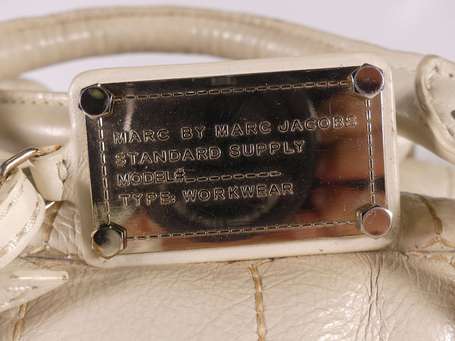 MARC BY MARC JACOBS
STANDARD SUPPLY
MODEL:
TYPE: WORKWEAR